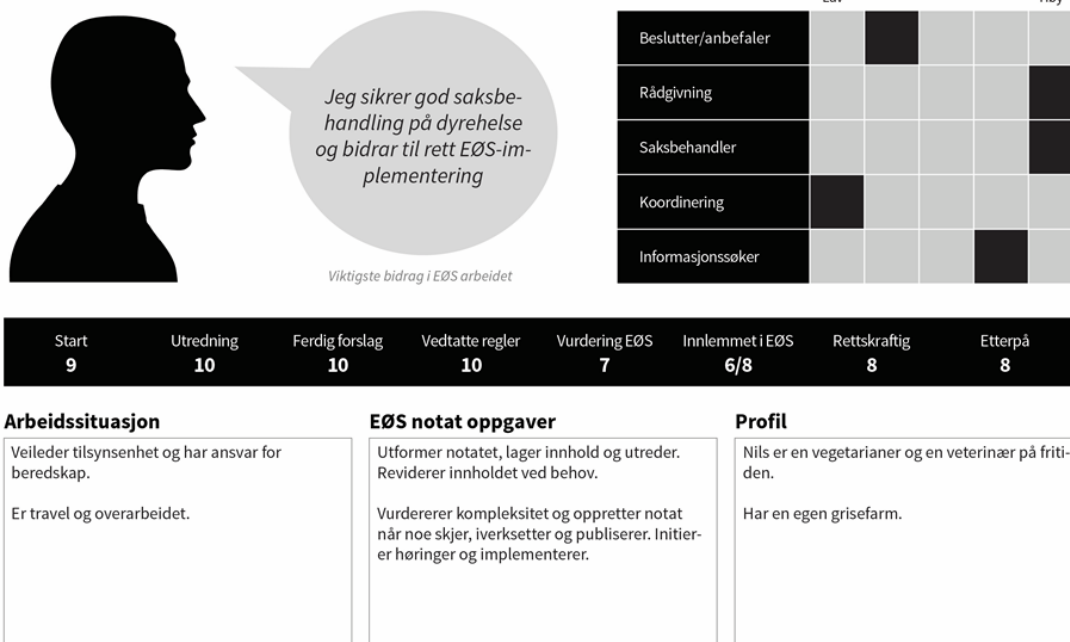 Jeg sikrer god saksbe-
handling på dyrehelse
og bidrar til rett EØS-im-
plementering
Viktigste bidrag i EØS arbeidet
Beslutter/anbefaler
Rådgivning
Saksbehandler
Koordinering
Informasjonssøker
Start Utredning Ferdig forslag Vedtatte regler Vurdering EØS Innlemmet i EØS Rettskraftig Etterpå
9 10 10 10 7 6/8 8 8
Arbeidssituasjon
Veileder tilsynsenhet og har ansvar for
beredskap.
Er travel og overarbeidet.
EØS notat oppgaver
Utformer notatet, lager innhold og utreder.
Reviderer innholdet ved behov.
Vurdererer kompleksitet og oppretter notat
når noe skjer, iverksetter og publiserer. Initier-
er høringer og implementerer.
Profil
Nils er en vegetarianer og en veterinær på friti-
den.
Har en egen grisefarm.